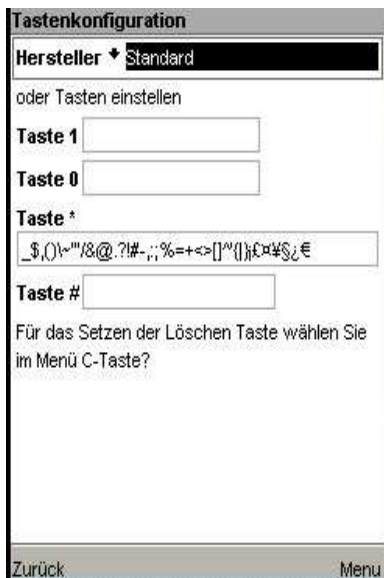 Tastenkonfiguration
Hersteller Standard
oder Tasten einstellen
Taste 1
Taste 0
Taste *
_$,()\~"'/&@.?!#-,:;%=+<>[]^'{|}¡£¤¥§¿€
Taste #
Für das Setzen der Löschen Taste wählen Sie
im Menü C-Taste?
Zurück Menu